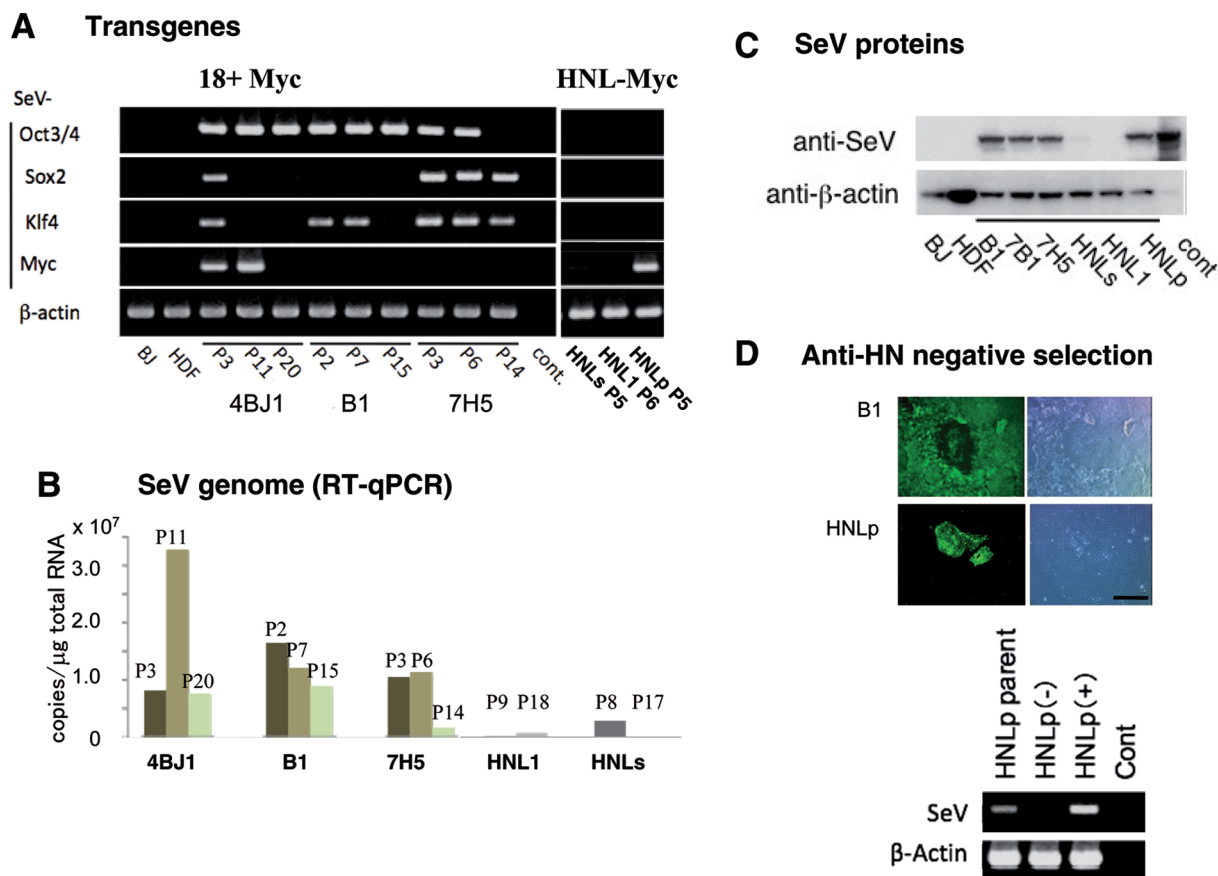 A Transgenes
18+ Myc HNL-Myc
SeV-
Oct3/4
Sox2
Klf4
Myc
β-actin
BJ HDF P3 P11 P20 P2 P7 P15 P3 P6 P14 cont. HNLs P5 HNL1 P6 HNLp P5
4BJ1 B1 7H5
B SeV genome (RT-qPCR)
x 10⁷
copies/µg total RNA
3.0
2.0
1.0
0
P3 P11 P20 P2 P7 P15 P3 P6 P14 P9 P18 P8 P17
4BJ1 B1 7H5 HNL1 HNLs
C SeV proteins
anti-SeV
anti-β-actin
BJ HDF B1 7B1 7H5 HNLs HNL1 HNLp cont
D Anti-HN negative selection
B1
HNLp
HNLp parent HNLp(-) HNLp(+) Cont
SeV
β-Actin